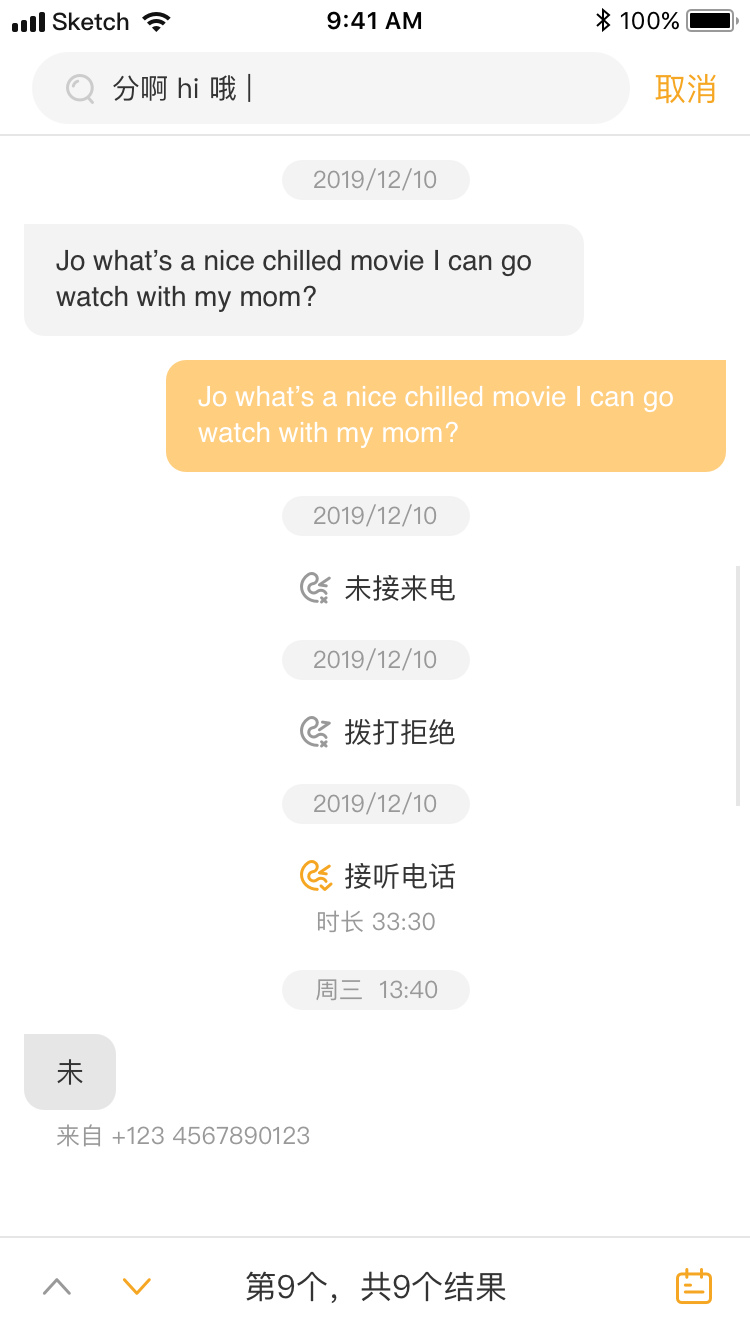 Sketch 9:41 AM 100%
分啊 hi 哦 取消
2019/12/10
Jo what’s a nice chilled movie I can go
watch with my mom?
Jo what’s a nice chilled movie I can go
watch with my mom?
2019/12/10
未接来电
2019/12/10
拨打拒绝
2019/12/10
接听电话
时长 33:30
周三 13:40
未
来自 +123 4567890123
第9个，共9个结果